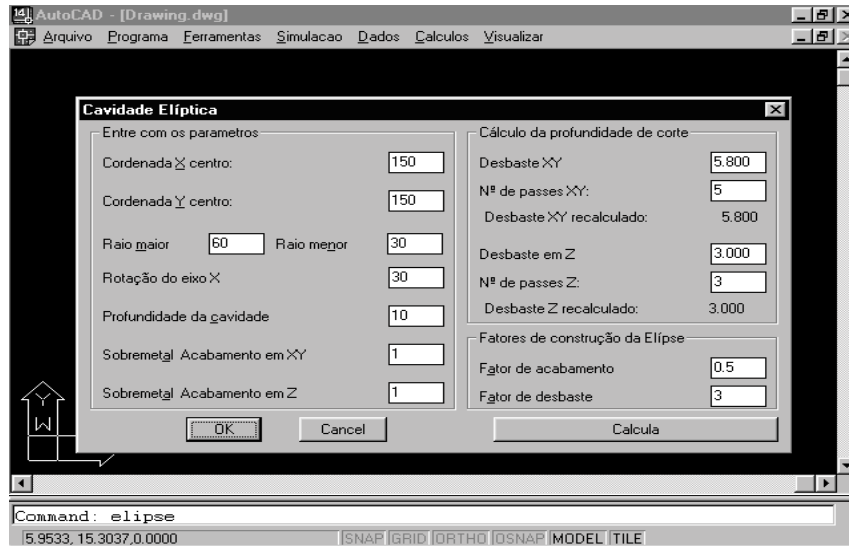 AutoCAD - [Drawing.dwg]
Arquivo Programa Ferramentas Simulacao Dados Calculos Visualizar
Cavidade Elíptica
Entre com os parametros
Cordenada X centro: 150
Cordenada Y centro: 150
Raio maior 60 Raio menor 30
Rotação do eixo X 30
Profundidade da cavidade 10
Sobremetal Acabamento em XY 1
Sobremetal Acabamento em Z 1
Cálculo da profundidade de corte
Desbaste XY 5.800
Nº de passes XY: 5
Desbaste XY recalculado: 5.800
Desbaste em Z 3.000
Nº de passes Z: 3
Desbaste Z recalculado: 3.000
Fatores de construção da Elípse
Fator de acabamento 0.5
Fator de desbaste 3
OK Cancel Calcula
Y
W
Command: elipse
5.9533, 15.3037,0.0000 SNAP GRID ORTHO OSNAP MODEL TILE